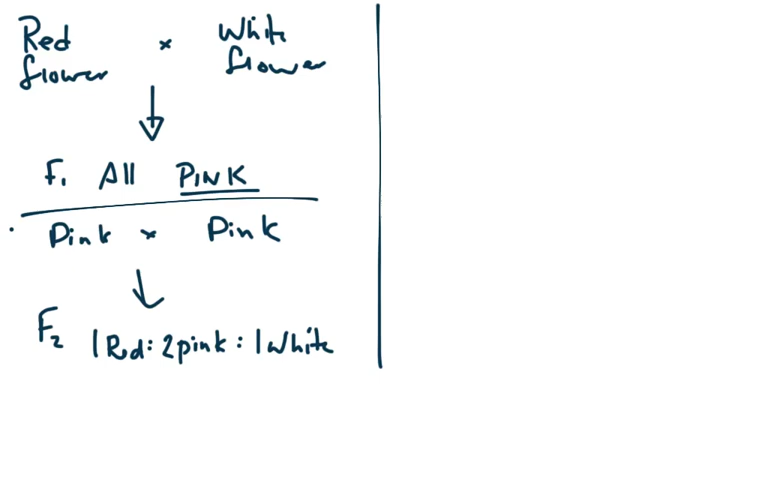 Red × White
flower flower
F1 All PINK
Pink × Pink
F2 1Red: 2pink: 1White